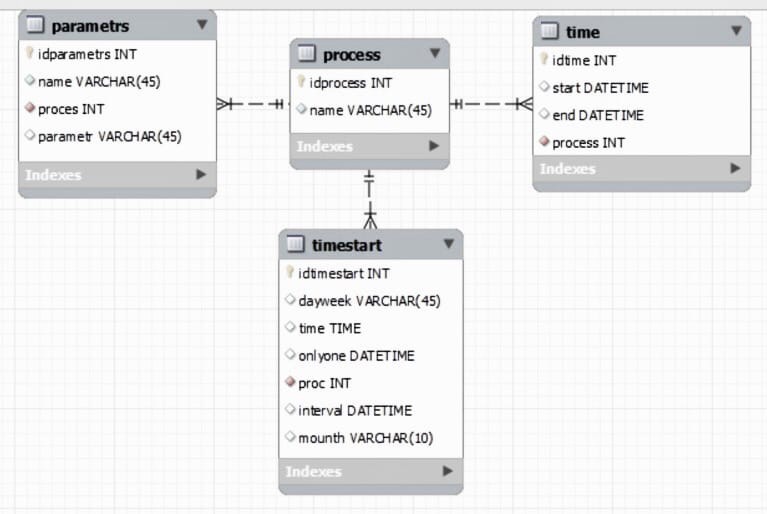 parametrs
idparametrs INT
name VARCHAR(45)
proces INT
parametr VARCHAR(45)
Indexes
process
idprocess INT
name VARCHAR(45)
Indexes
time
idtime INT
start DATETIME
end DATETIME
process INT
Indexes
timestart
idtimestart INT
dayweek VARCHAR(45)
time TIME
onlyone DATETIME
proc INT
interval DATETIME
mounth VARCHAR(10)
Indexes